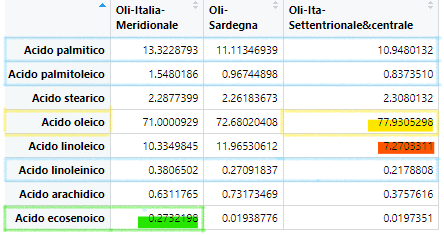 Oli-Italia-Meridionale Oli-Sardegna Oli-Ita-Settentrionale&centrale
Acido palmitico 13.3228793 11.11346939 10.9480132
Acido palmitoleico 1.5480186 0.96744898 0.8373510
Acido stearico 2.2877399 2.26183673 2.3080132
Acido oleico 71.0000929 72.68020408 77.9305298
Acido linoleico 10.3349845 11.96530612 7.2703311
Acido linoleinico 0.3806502 0.27091837 0.2178808
Acido arachidico 0.6311765 0.73173469 0.3757616
Acido ecosenoico 0.2732198 0.01938776 0.0197351